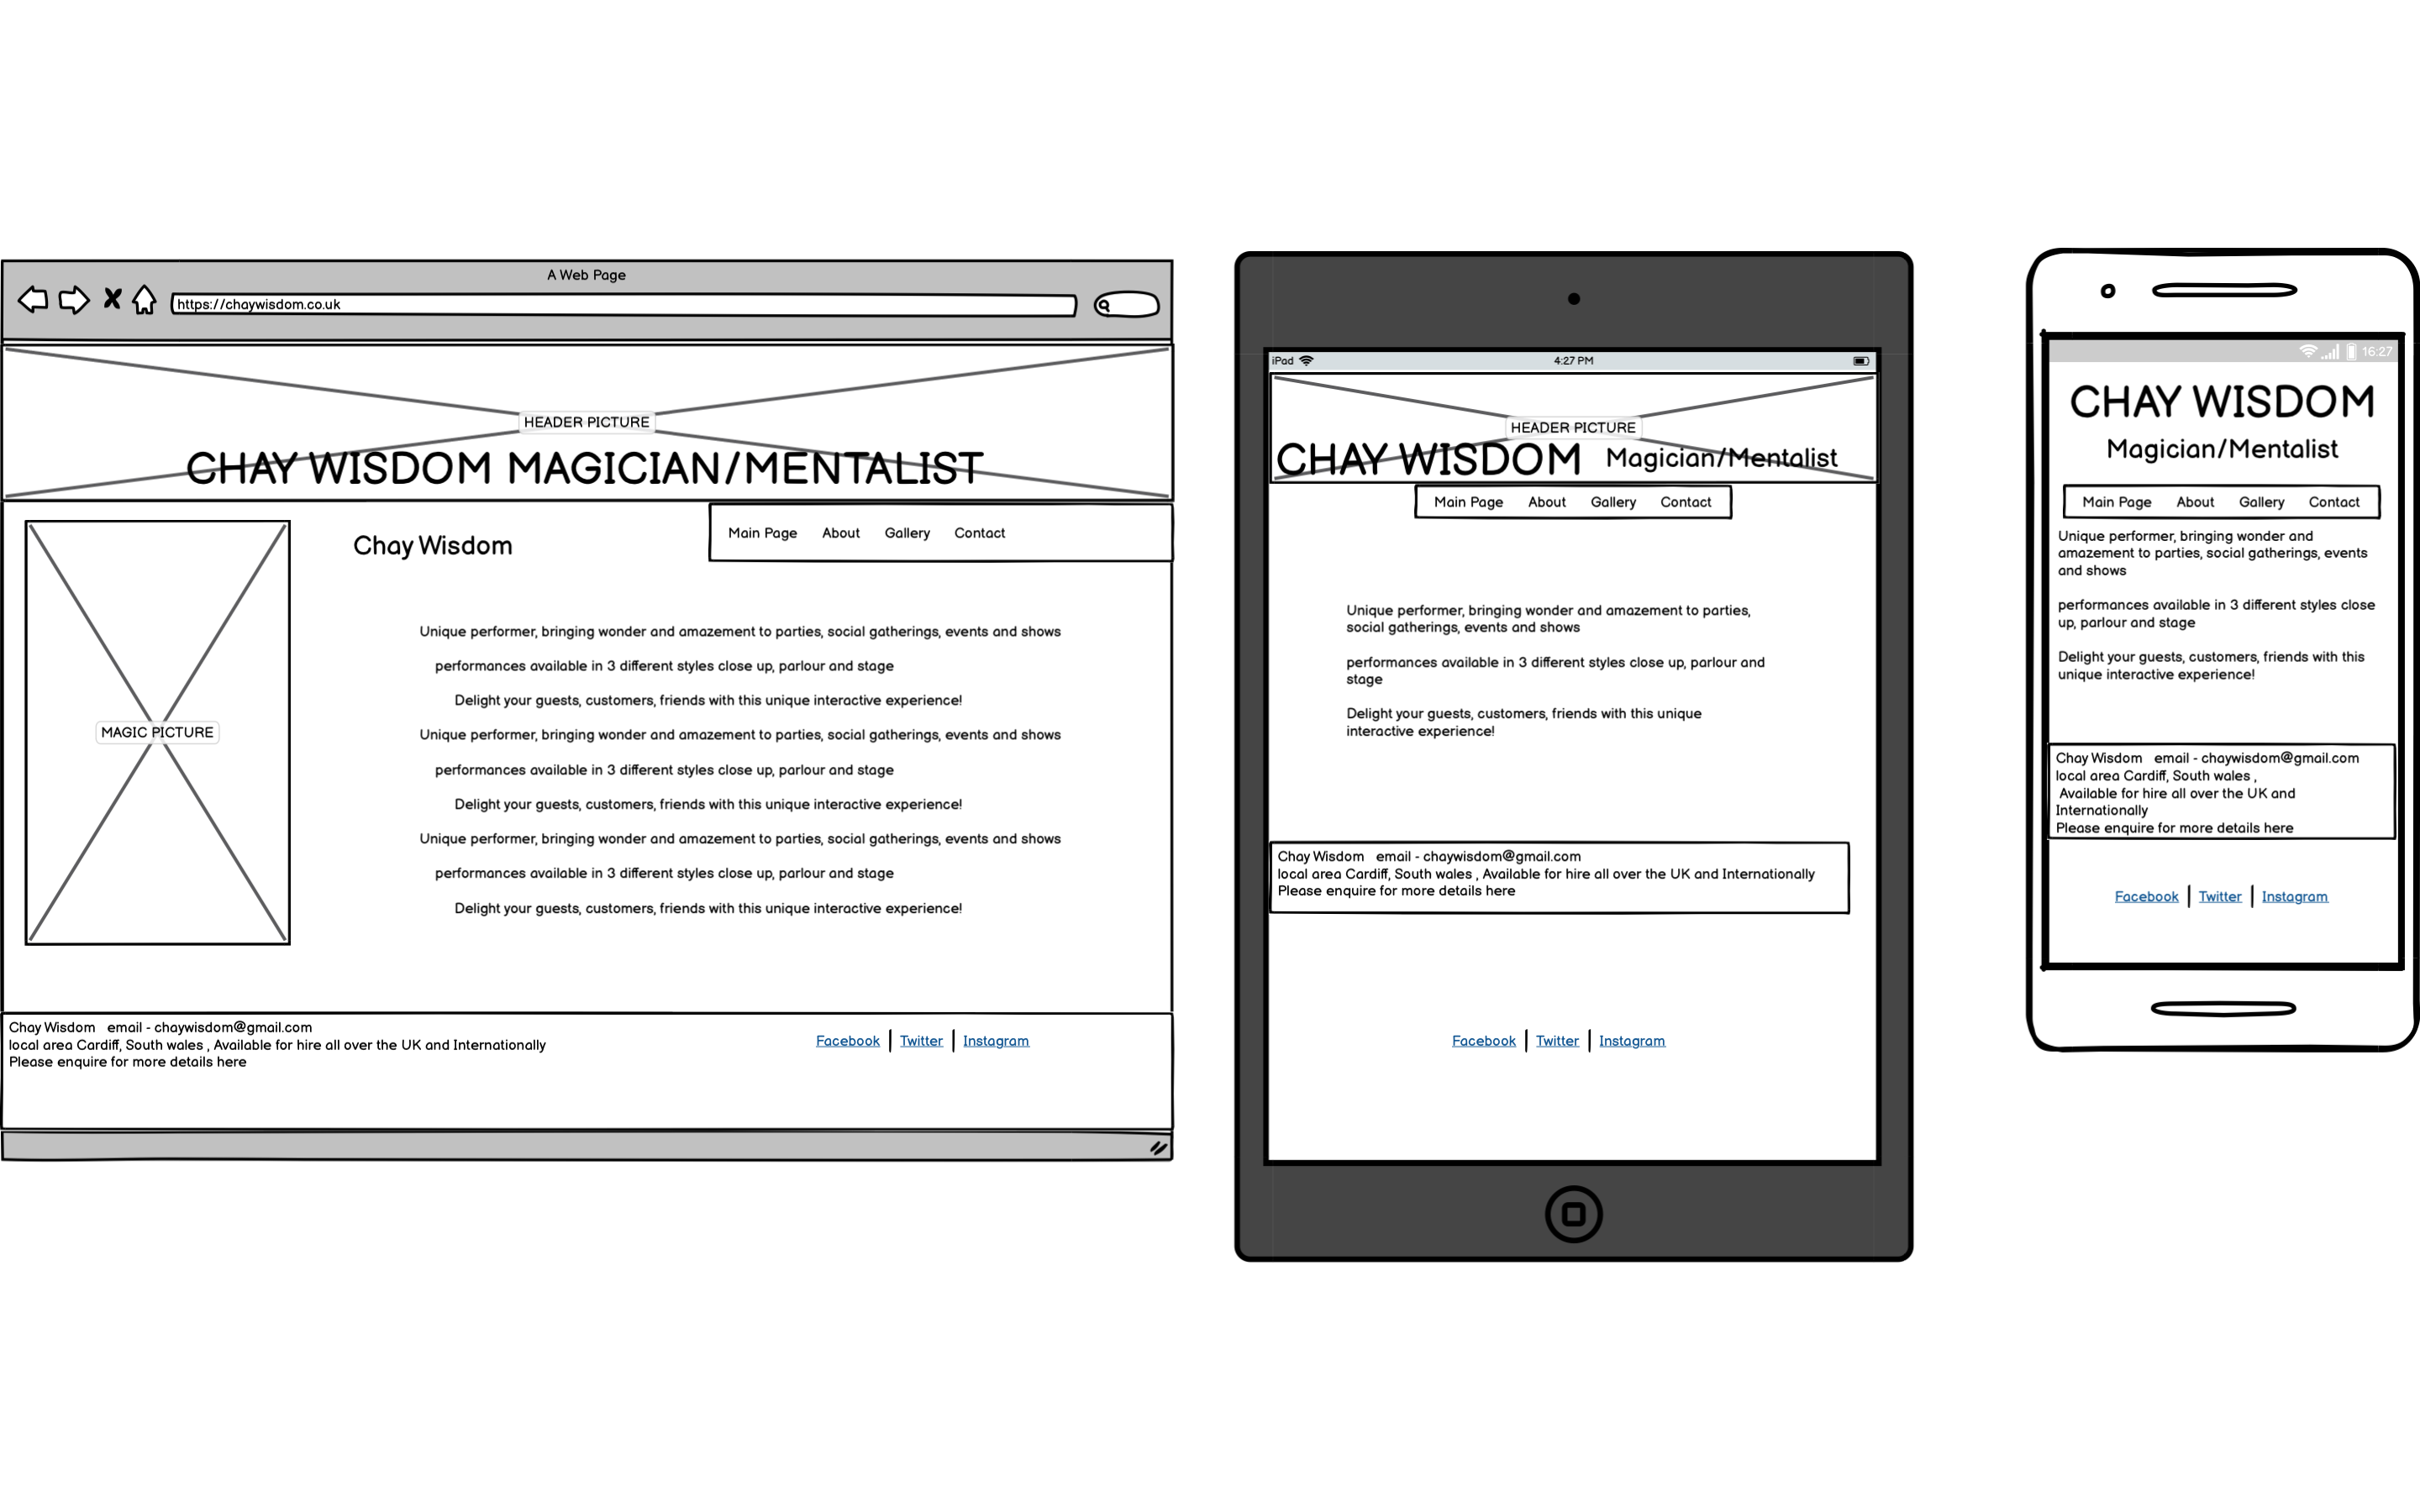 A Web Page
https://chaywisdom.co.uk
HEADER PICTURE
CHAY WISDOM MAGICIAN/MENTALIST
Main Page About Gallery Contact
Chay Wisdom
MAGIC PICTURE
Unique performer, bringing wonder and amazement to parties, social gatherings, events and shows
performances available in 3 different styles close up, parlour and stage
Delight your guests, customers, friends with this unique interactive experience!
Unique performer, bringing wonder and amazement to parties, social gatherings, events and shows
performances available in 3 different styles close up, parlour and stage
Delight your guests, customers, friends with this unique interactive experience!
Unique performer, bringing wonder and amazement to parties, social gatherings, events and shows
performances available in 3 different styles close up, parlour and stage
Delight your guests, customers, friends with this unique interactive experience!
Chay Wisdom email - chaywisdom@gmail.com
local area Cardiff, South wales , Available for hire all over the UK and Internationally
Please enquire for more details here
Facebook Twitter Instagram
iPad 4:27 PM
HEADER PICTURE
CHAY WISDOM Magician/Mentalist
Main Page About Gallery Contact
Unique performer, bringing wonder and amazement to parties,
social gatherings, events and shows
performances available in 3 different styles close up, parlour and
stage
Delight your guests, customers, friends with this unique
interactive experience!
Chay Wisdom email - chaywisdom@gmail.com
local area Cardiff, South wales , Available for hire all over the UK and Internationally
Please enquire for more details here
Facebook Twitter Instagram
16:27
CHAY WISDOM
Magician/Mentalist
Main Page About Gallery Contact
Unique performer, bringing wonder and
amazement to parties, social gatherings, events
and shows
performances available in 3 different styles close
up, parlour and stage
Delight your guests, customers, friends with this
unique interactive experience!
Chay Wisdom email - chaywisdom@gmail.com
local area Cardiff, South wales ,
Available for hire all over the UK and
Internationally
Please enquire for more details here
Facebook Twitter Instagram